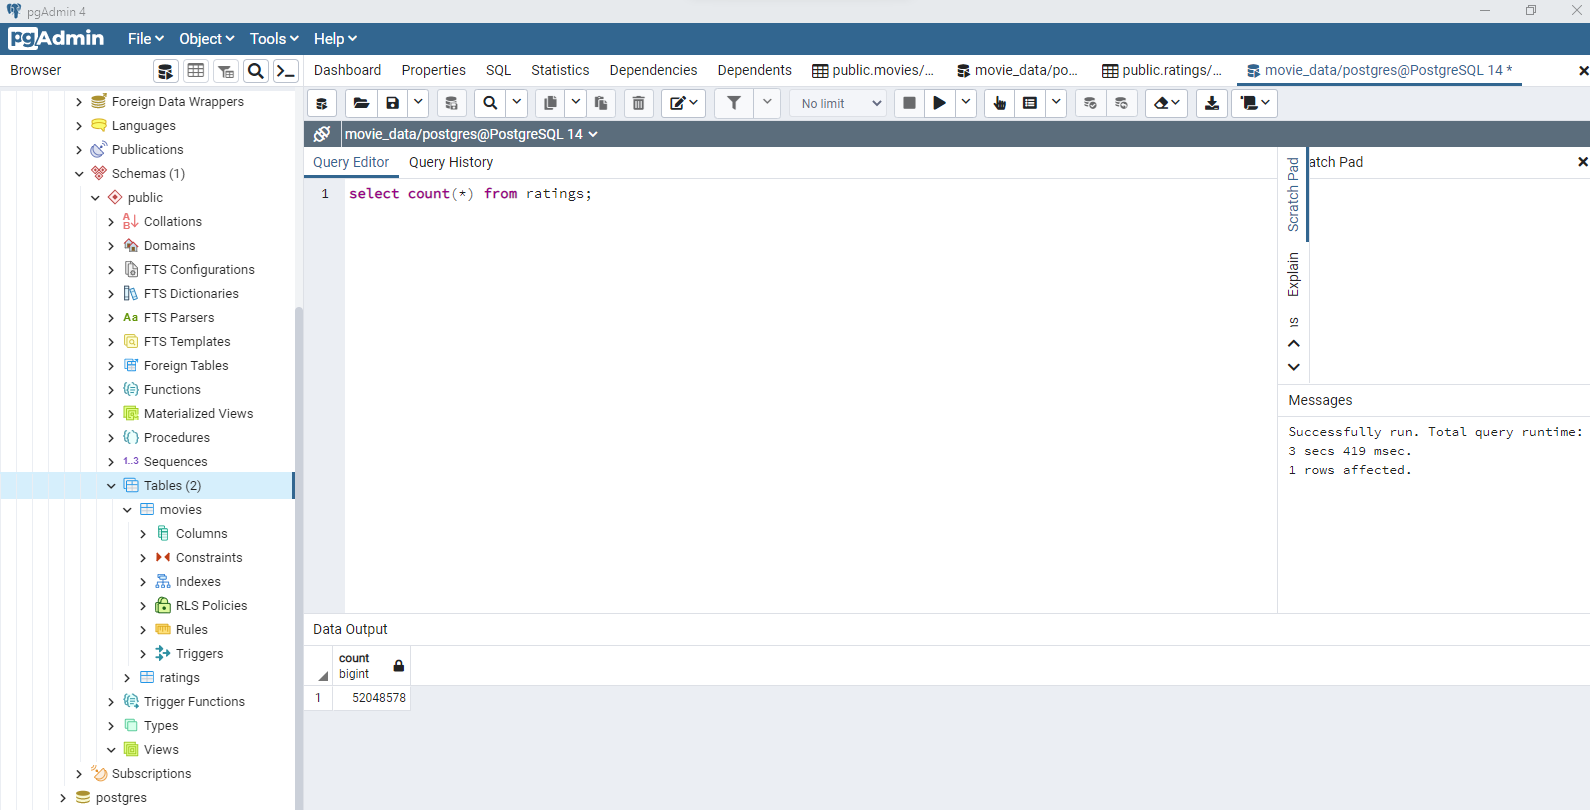 pgAdmin 4
pgAdmin File Object Tools Help
Browser
Dashboard Properties SQL Statistics Dependencies Dependents public.movies/... movie_data/po... public.ratings/... movie_data/postgres@PostgreSQL 14 *
No limit
movie_data/postgres@PostgreSQL 14
Query Editor Query History
1 select count(*) from ratings;
Scratch Pad
Explain
atch Pad
Messages
Successfully run. Total query runtime:
3 secs 419 msec.
1 rows affected.
Foreign Data Wrappers
Languages
Publications
Schemas (1)
public
Collations
Domains
FTS Configurations
FTS Dictionaries
Aa FTS Parsers
FTS Templates
Foreign Tables
Functions
Materialized Views
Procedures
1..3 Sequences
Tables (2)
movies
Columns
Constraints
Indexes
RLS Policies
Rules
Triggers
ratings
Trigger Functions
Types
Views
Subscriptions
postgres
Data Output
count
bigint
1 52048578